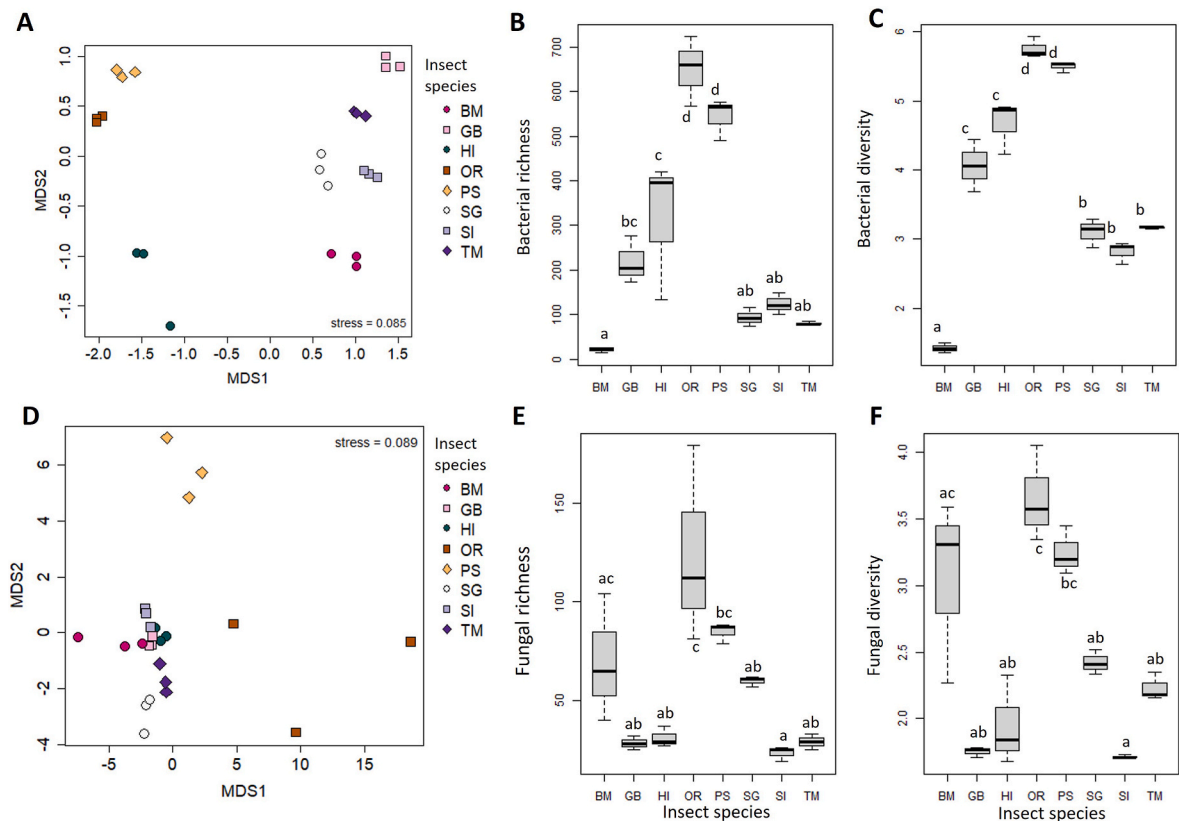 A
MDS2
1.0
0.5
0.0
-0.5
-1.0
-1.5
stress = 0.085
-2.0 -1.5 -1.0 -0.5 0.0 0.5 1.0 1.5
MDS1
Insect
species
BM
GB
HI
OR
PS
SG
SI
TM
B
Bacterial richness
700
600
500
400
300
200
100
0
a
bc
c
d
d
ab
ab
ab
BM GB HI OR PS SG SI TM
C
Bacterial diversity
6
5
4
3
2
a
c
c
d
d
b
b
b
BM GB HI OR PS SG SI TM
D
MDS2
6
4
2
0
-2
-4
stress = 0.089
-5 0 5 10 15
MDS1
Insect
species
BM
GB
HI
OR
PS
SG
SI
TM
E
Fungal richness
150
100
50
ac
ab
ab
c
bc
ab
a
ab
BM GB HI OR PS SG SI TM
Insect species
F
Fungal diversity
4.0
3.5
3.0
2.5
2.0
ac
ab
ab
c
bc
ab
a
ab
BM GB HI OR PS SG SI TM
Insect species